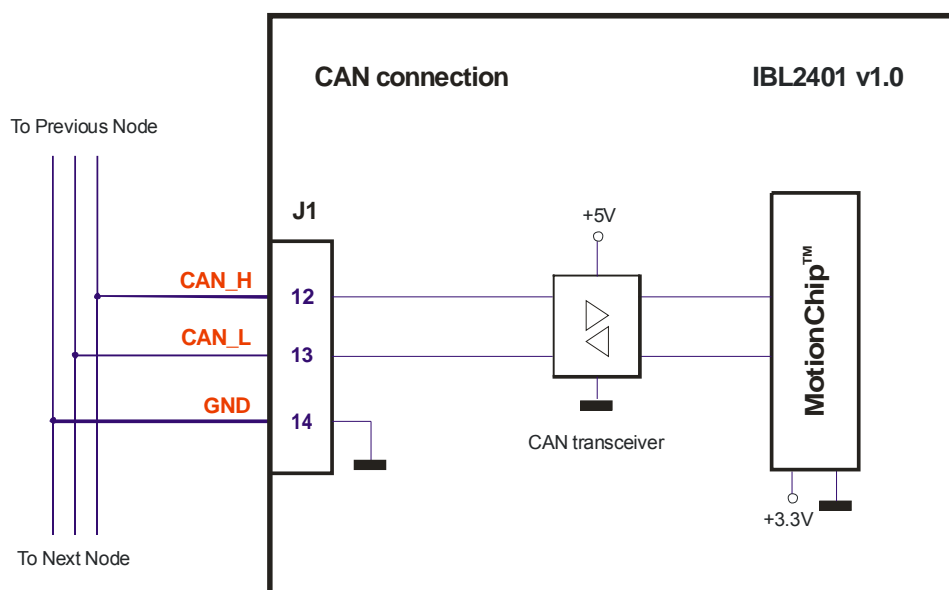 CAN connection
IBL2401 v1.0
To Previous Node
J1
+5V
CAN_H
12
CAN_L
13
GND
14
MotionChip™
CAN transceiver
+3.3V
To Next Node